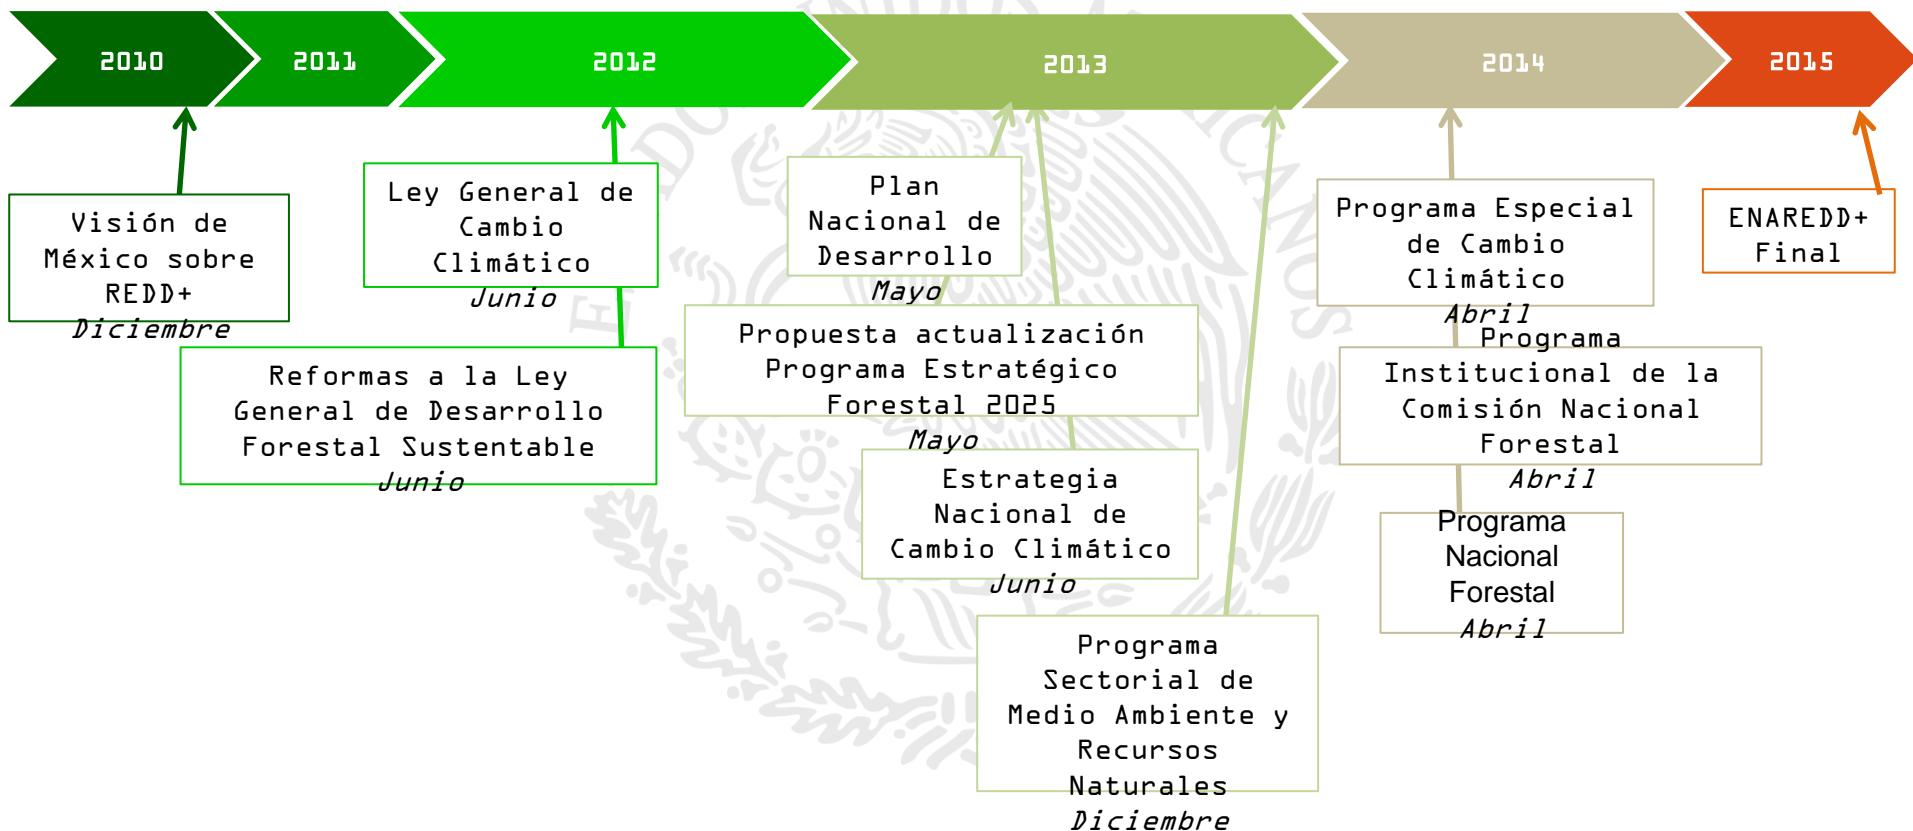 2010
2011
2012
2013
2014
2015
Visión de
México sobre
REDD+
Diciembre
Ley General de
Cambio
Climático
Junio
Reformas a la Ley
General de Desarrollo
Forestal Sustentable
Junio
Plan
Nacional de
Desarrollo
Mayo
Propuesta actualización
Programa Estratégico
Forestal 2025
Mayo
Estrategia
Nacional de
Cambio Climático
Junio
Programa
Sectorial de
Medio Ambiente y
Recursos
Naturales
Diciembre
Programa Especial
de Cambio
Climático
Abril
Programa
Institucional de la
Comisión Nacional
Forestal
Abril
Programa
Nacional
Forestal
Abril
ENAREDD+
Final